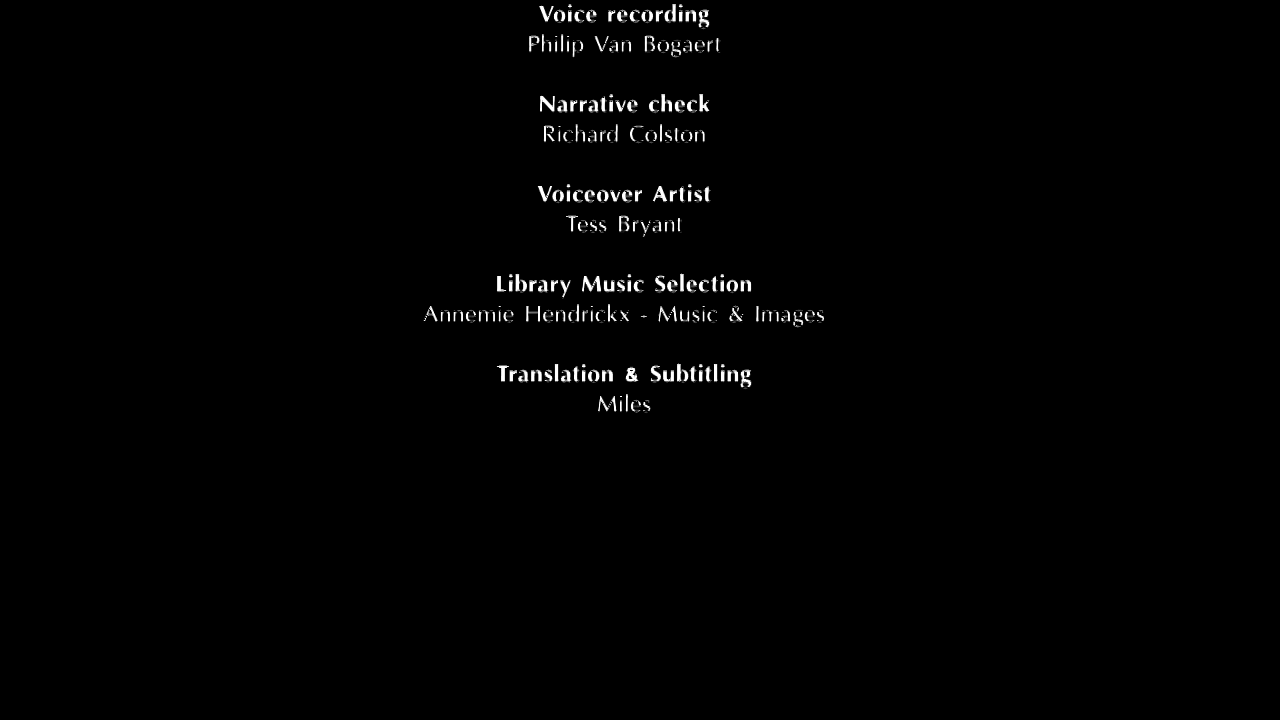 Voice recording
Philip Van Bogaert
Narrative check
Richard Colston
Voiceover Artist
Tess Bryant
Library Music Selection
Annemie Hendrickx - Music & Images
Translation & Subtitling
Miles